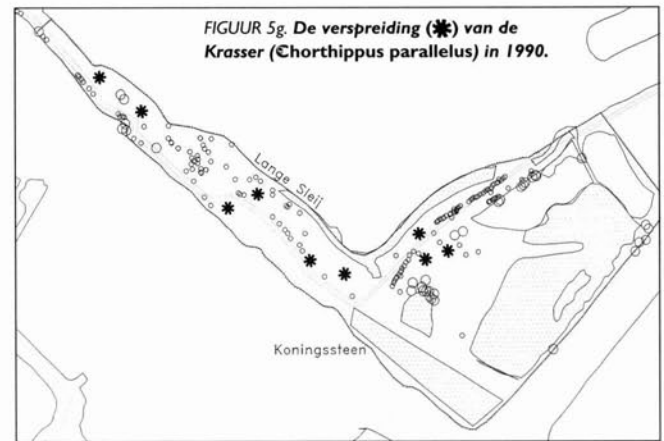 FIGUUR 5g. De verspreiding (✱) van de
Krasser (Chorthippus parallelus) in 1990.
Lange Sleij
Koningssteen